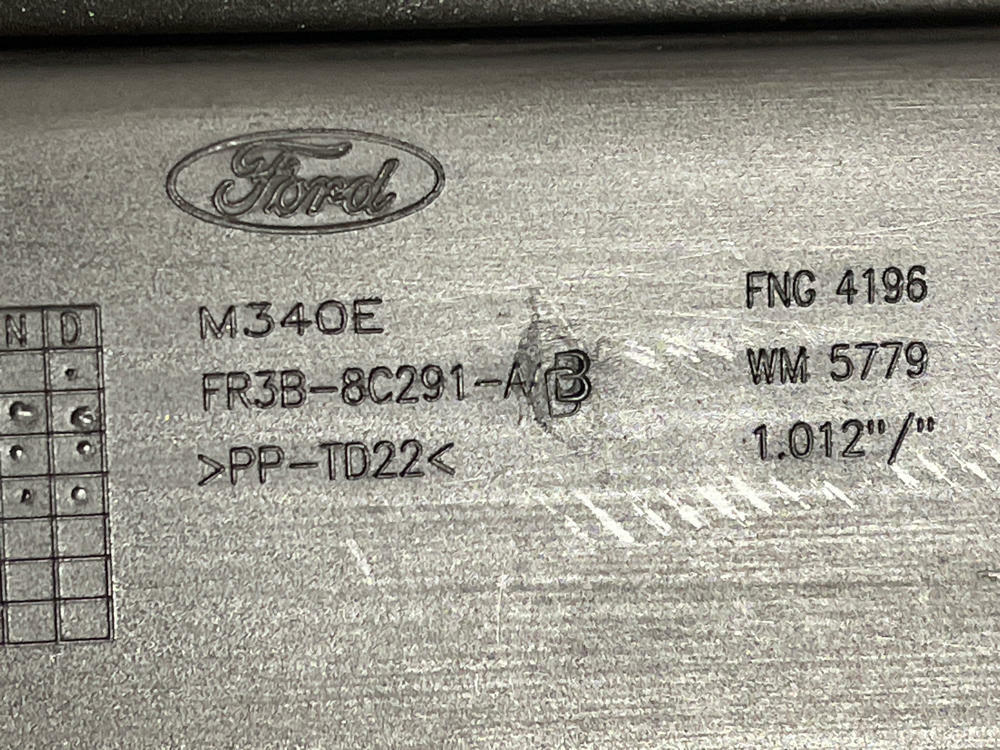 Ford
N D
M340E
FR3B-8C291-AB
>PP-TD22<
FNG 4196
WM 5779
1.012"/"